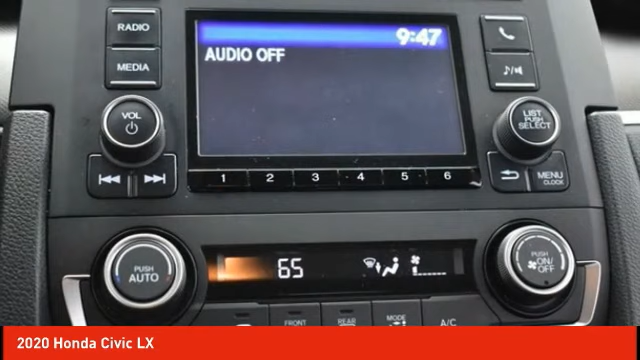 RADIO
MEDIA
VOL
9:47
AUDIO OFF
LIST
PUSH
SELECT
1 2 3 4 5 6
MENU
CLOCK
PUSH
AUTO
65
PUSH
ON/
OFF
FRONT
REAR
MODE
A/C
2020 Honda Civic LX